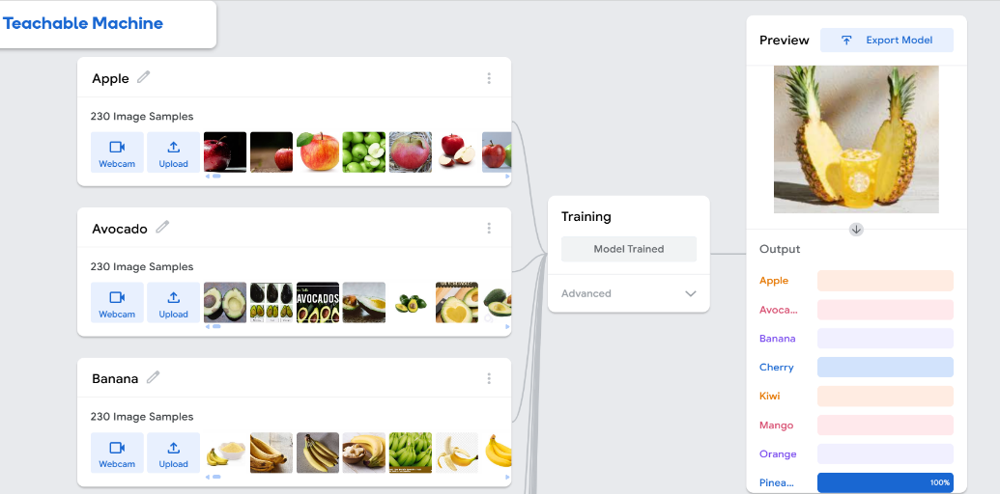 Teachable Machine
Apple
230 Image Samples
Webcam
Upload
Avocado
230 Image Samples
Webcam
Upload
AVOCADOS
Banana
230 Image Samples
Webcam
Upload
Training
Model Trained
Advanced
Preview
Export Model
Output
Apple
Avoca...
Banana
Cherry
Kiwi
Mango
Orange
Pinea...
100%